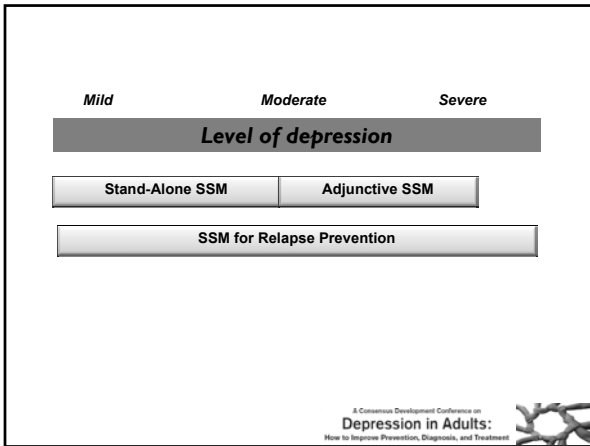 Mild Moderate Severe
Level of depression
Stand-Alone SSM Adjunctive SSM
SSM for Relapse Prevention
A Consensus Development Conference on
Depression in Adults:
How to Improve Prevention, Diagnosis, and Treatment